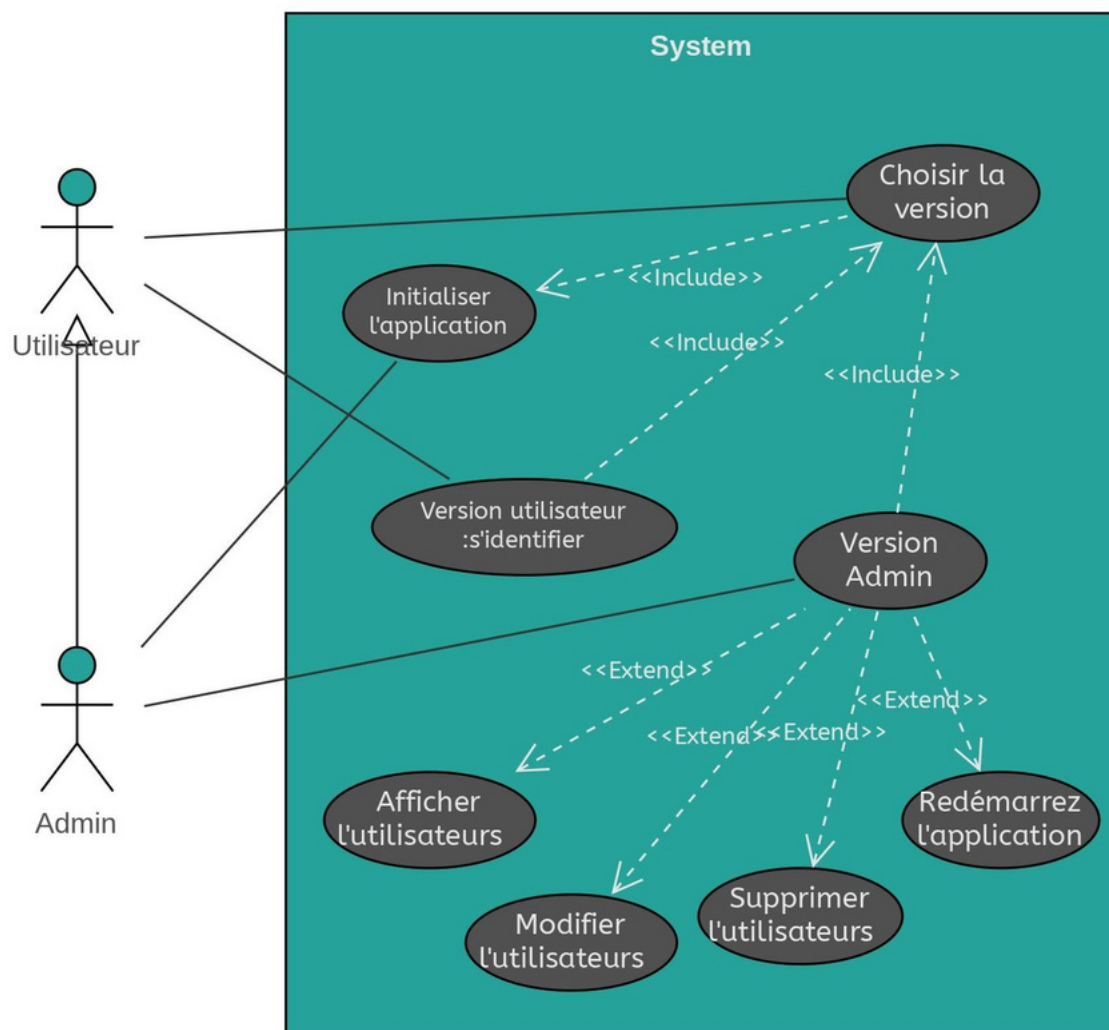 System
Choisir la
version
<<Include>>
Initialiser
l'application
<<Include>>
Utilisateur
<<Include>>
Version utilisateur
:s'identifier
Version
Admin
<<Extend>>
<<Extend>>
<<Extend>>
<<Extend>>
Afficher
l'utilisateurs
Redémarrez
l'application
Admin
Modifier
l'utilisateurs
Supprimer
l'utilisateurs